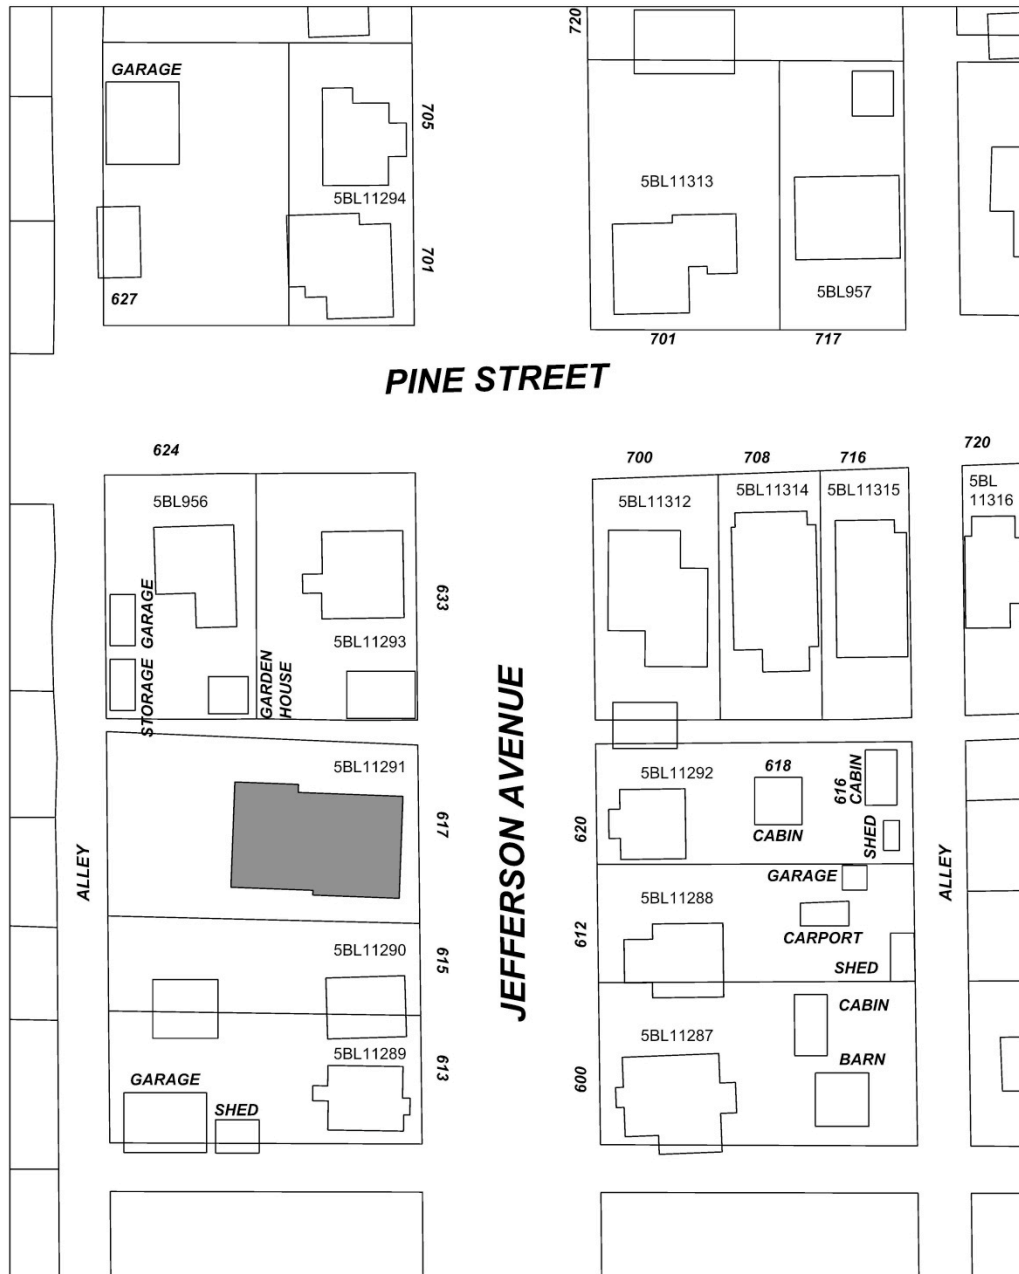 720
GARAGE
705
5BL11294
5BL11313
701
627
5BL957
701
717
PINE STREET
624
700
708
716
720
5BL956
5BL11312
5BL11314
5BL11315
5BL
11316
GARAGE
633
5BL11293
STORAGE
GARDEN
HOUSE
JEFFERSON AVENUE
5BL11291
617
5BL11292
618
616
CABIN
620
CABIN
SHED
ALLEY
ALLEY
GARAGE
5BL11288
612
CARPORT
SHED
5BL11290
615
CABIN
5BL11287
5BL11289
613
600
BARN
GARAGE
SHED